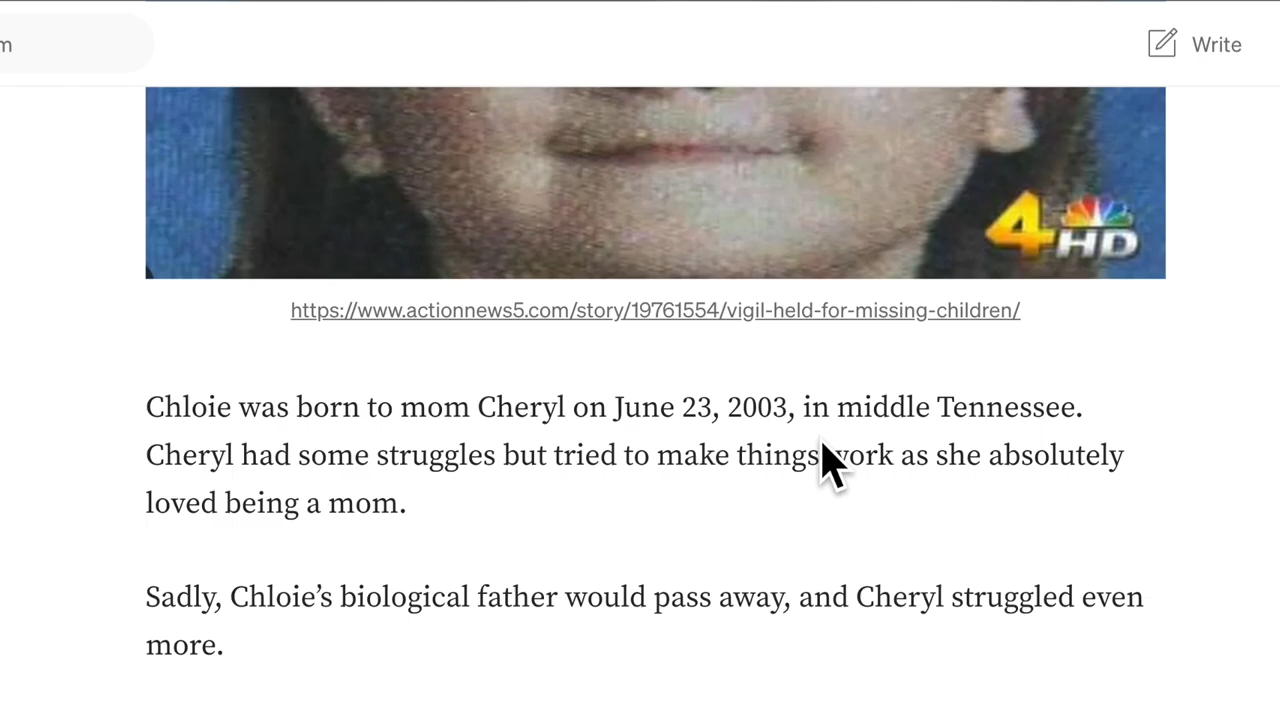 m
Write
4
HD
https://www.actionnews5.com/story/19761554/vigil-held-for-missing-children/
Chloie was born to mom Cheryl on June 23, 2003, in middle Tennessee.
Cheryl had some struggles but tried to make things work as she absolutely
loved being a mom.
Sadly, Chloie’s biological father would pass away, and Cheryl struggled even
more.